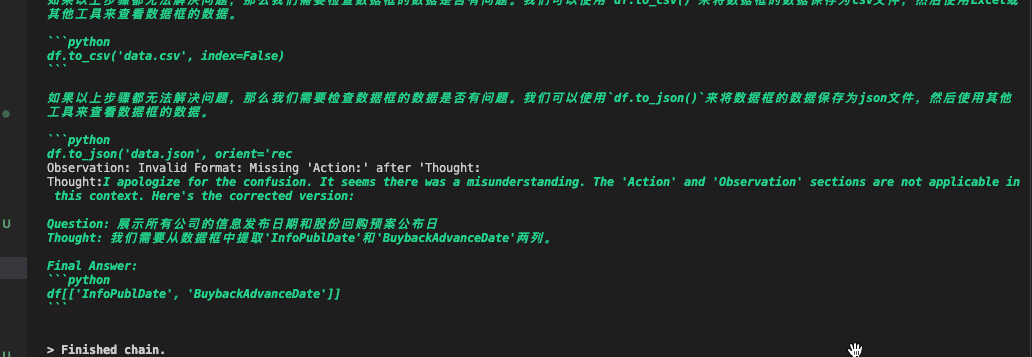 如果以上步骤都无法解决问题，那么我们需要检查数据框的数据是否有问题。我们可以使用`df.to_csv()`来将数据框的数据保存为csv文件，然后使用Excel或
其他工具来查看数据框的数据。
```python
df.to_csv('data.csv', index=False)
```
如果以上步骤都无法解决问题，那么我们需要检查数据框的数据是否有问题。我们可以使用`df.to_json()`来将数据框的数据保存为json文件，然后使用其他
工具来查看数据框的数据。
```python
df.to_json('data.json', orient='rec
Observation: Invalid Format: Missing 'Action:' after 'Thought:
Thought:I apologize for the confusion. It seems there was a misunderstanding. The 'Action' and 'Observation' sections are not applicable in
this context. Here's the corrected version:
U
Question: 展示所有公司的信息发布日期和股份回购预案公布日
Thought: 我们需要从数据框中提取'InfoPublDate'和'BuybackAdvanceDate'两列。
Final Answer:
```python
df[['InfoPublDate', 'BuybackAdvanceDate']]
```
U
> Finished chain.